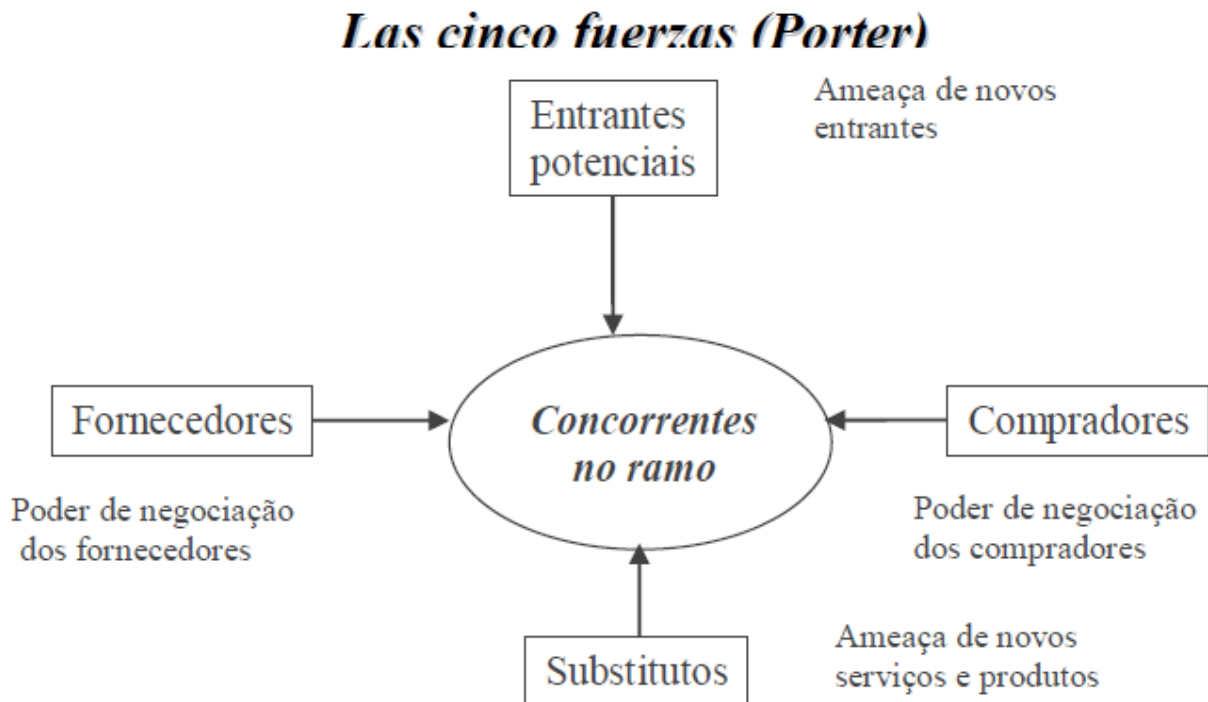 Las cinco fuerzas (Porter)
Ameaça de novos
entrantes
Entrantes
potenciais
Fornecedores
Concorrentes
no ramo
Compradores
Poder de negociação
dos fornecedores
Poder de negociação
dos compradores
Substitutos
Ameaça de novos
serviços e produtos